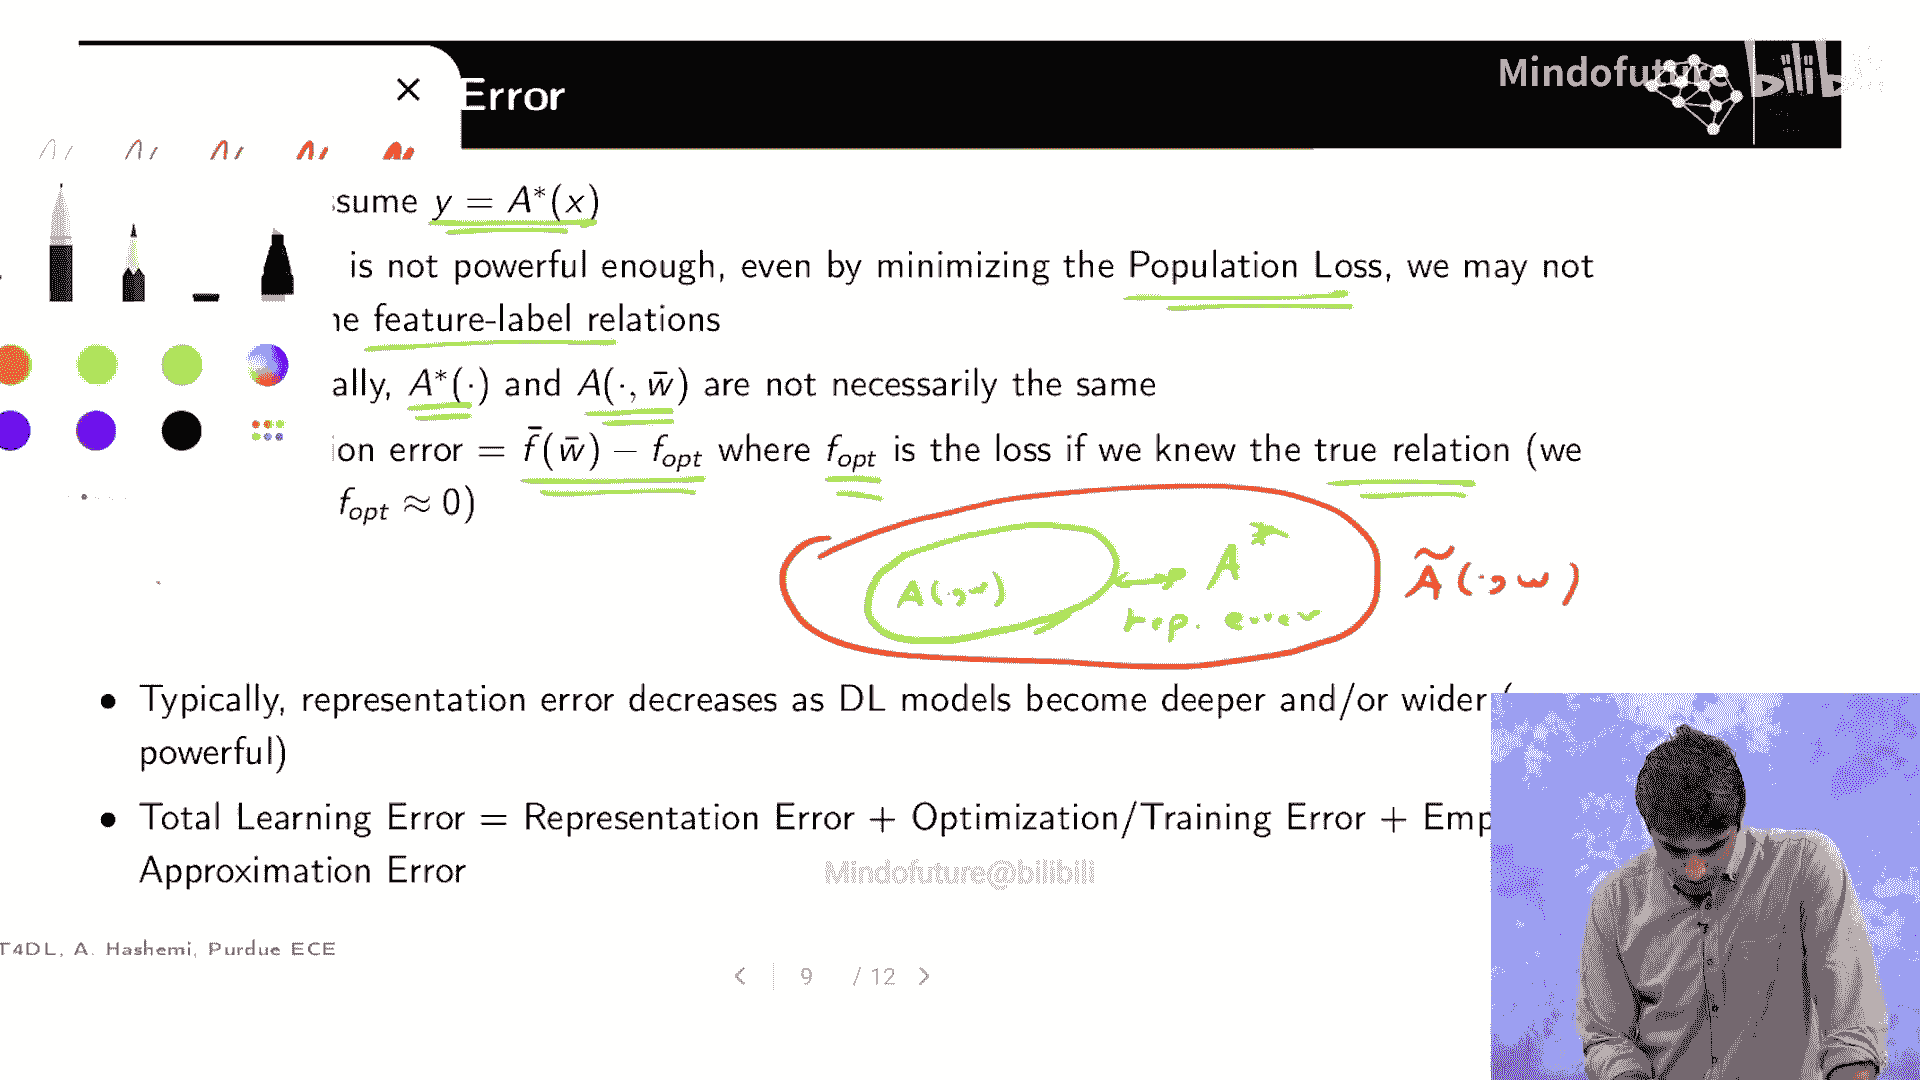 Error
Mindofuture bilibili
sume y = A*(x)
is not powerful enough, even by minimizing the Population Loss, we may not
e feature-label relations
ally, A*(·) and A(·, w̄) are not necessarily the same
ion error = f̄(w̄) − f_opt where f_opt is the loss if we knew the true relation (we
f_opt ≈ 0)
A(·,w) ↔ A* Ã(·,w)
rep. error
• Typically, representation error decreases as DL models become deeper and/or wider (
powerful)
• Total Learning Error = Representation Error + Optimization/Training Error + Emp
Approximation Error
Mindofuture@bilibili
T4DL, A. Hashemi, Purdue ECE
9 / 12